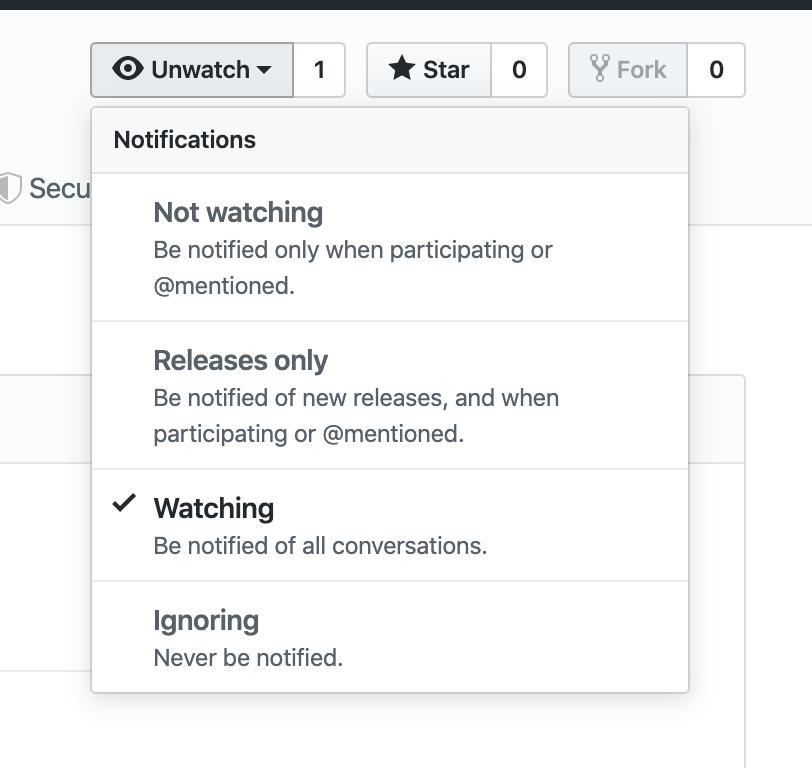 Unwatch 1 Star 0 Fork 0
Notifications
Secu
Not watching
Be notified only when participating or
@mentioned.
Releases only
Be notified of new releases, and when
participating or @mentioned.
Watching
Be notified of all conversations.
Ignoring
Never be notified.